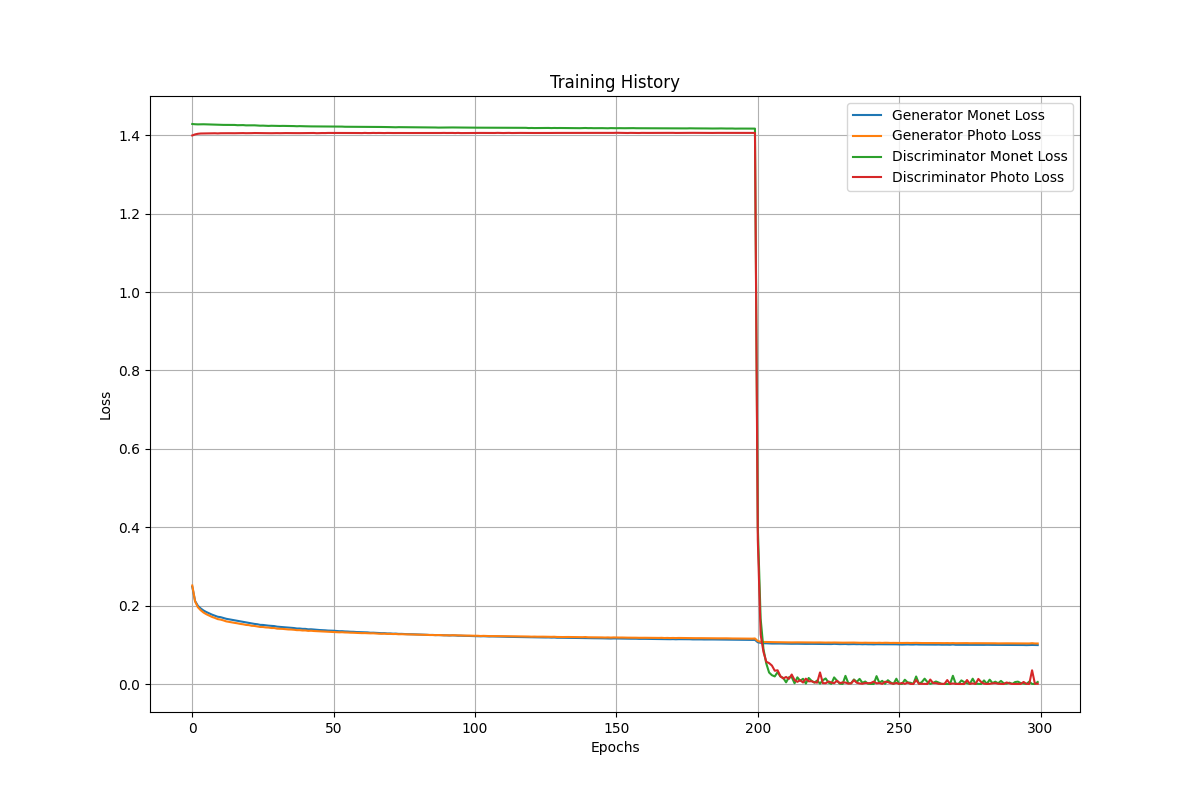 Training History
Generator Monet Loss
Generator Photo Loss
Discriminator Monet Loss
Discriminator Photo Loss
1.4
1.2
1.0
0.8
0.6
0.4
0.2
0.0
Loss
0 50 100 150 200 250 300
Epochs